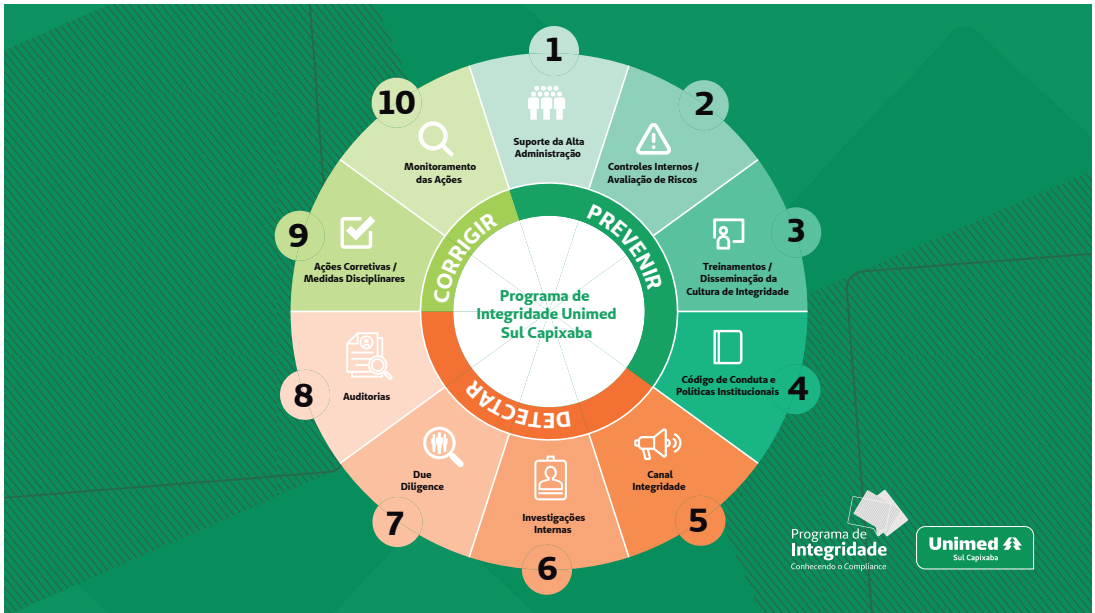 1
Suporte da Alta
Administração
2
Controles Internos /
Avaliação de Riscos
3
Treinamentos /
Disseminação da
Cultura de Integridade
4
Código de Conduta e
Políticas Institucionais
5
Canal
Integridade
6
Investigações
Internas
7
Due
Diligence
8
Auditorias
9
Ações Corretivas /
Medidas Disciplinares
10
Monitoramento
das Ações
PREVENIR
DETECTAR
CORRIGIR
Programa de
Integridade Unimed
Sul Capixaba
Programa de
Integridade
Conhecendo o Compliance
Unimed
Sul Capixaba